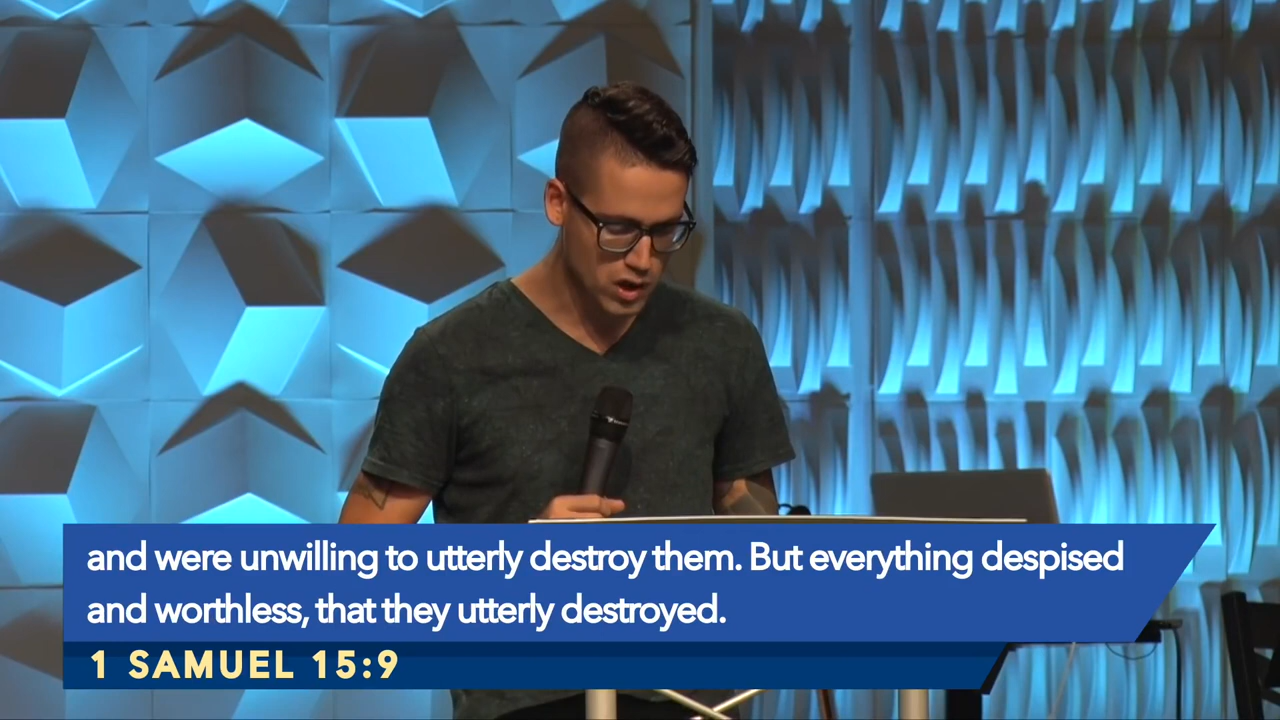 and were unwilling to utterly destroy them. But everything despised
and worthless, that they utterly destroyed.
1 SAMUEL 15:9